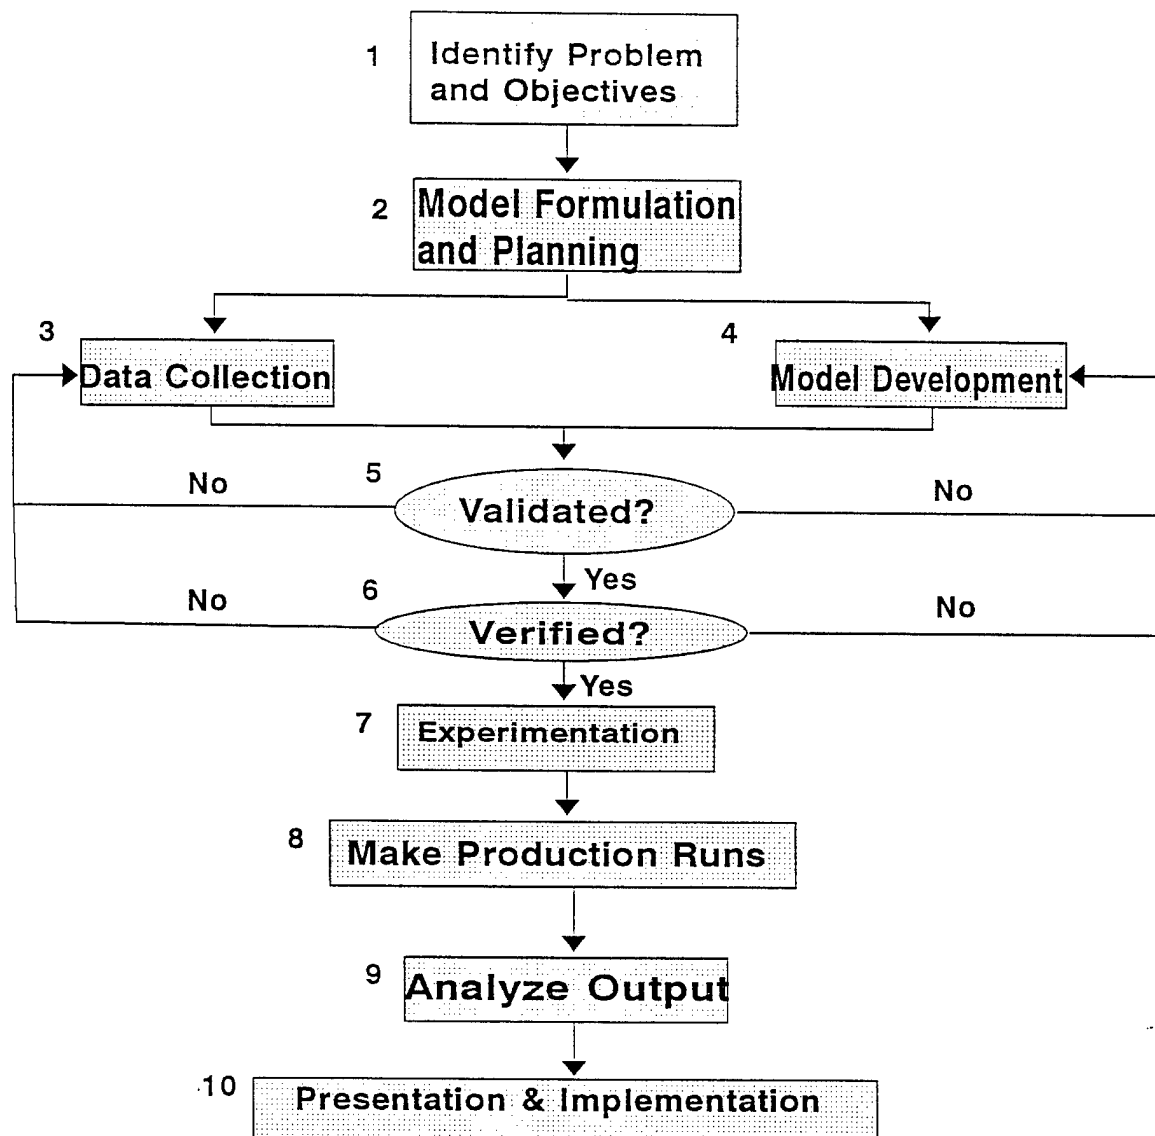 1
Identify Problem
and Objectives
2
Model Formulation
and Planning
3
Data Collection
4
Model Development
5
Validated?
No
No
Yes
6
Verified?
No
No
Yes
7
Experimentation
8
Make Production Runs
9
Analyze Output
10
Presentation & Implementation